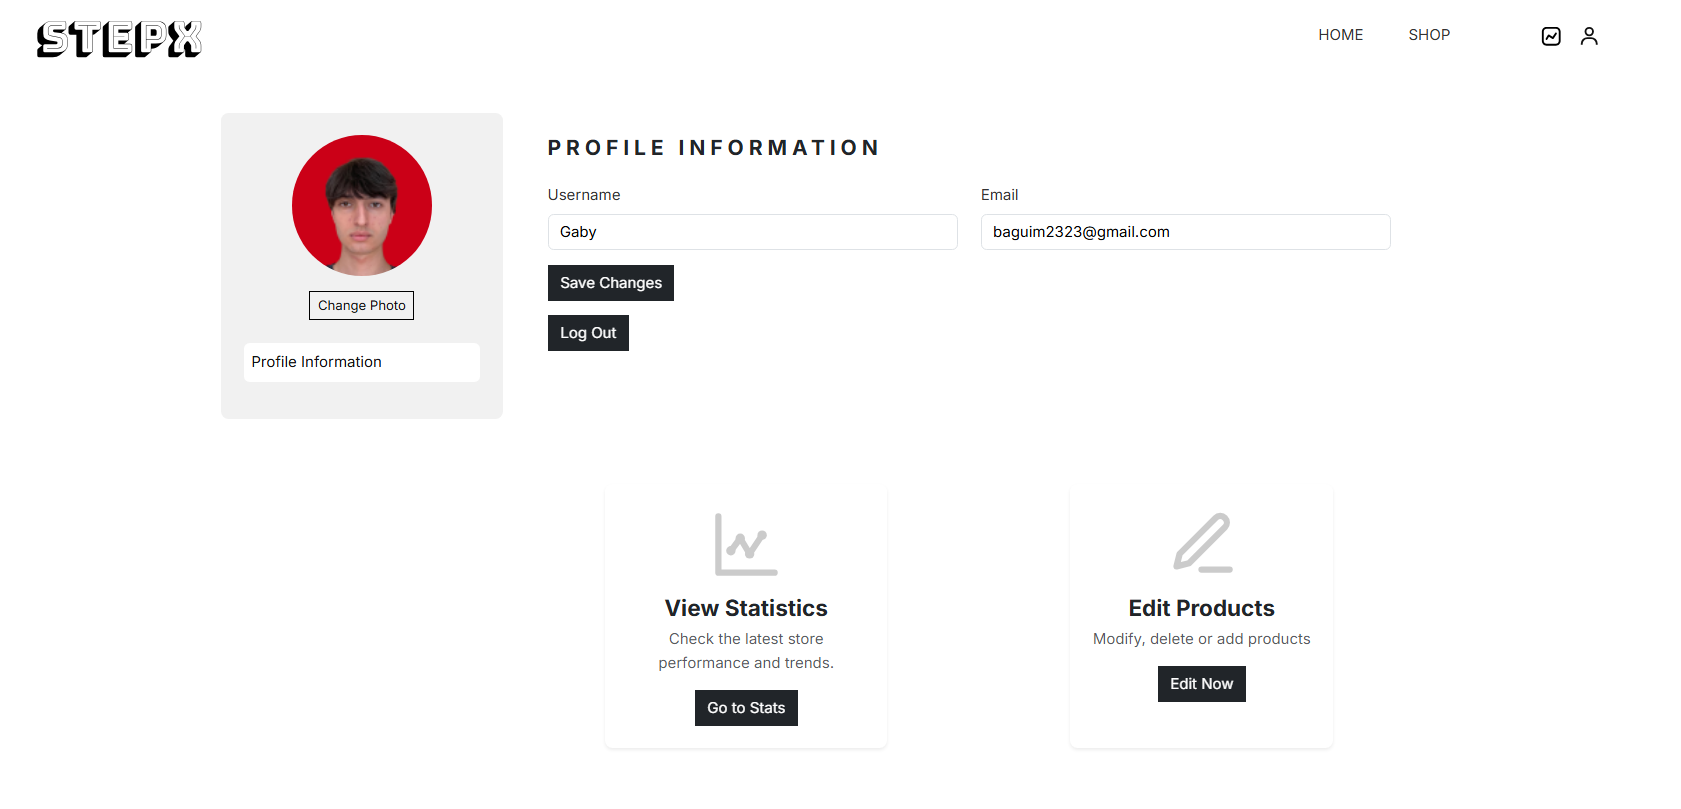 STEPX
HOME
SHOP
Change Photo
Profile Information
PROFILE INFORMATION
Username
Email
Gaby
baguim2323@gmail.com
Save Changes
Log Out
View Statistics
Check the latest store
performance and trends.
Go to Stats
Edit Products
Modify, delete or add products
Edit Now